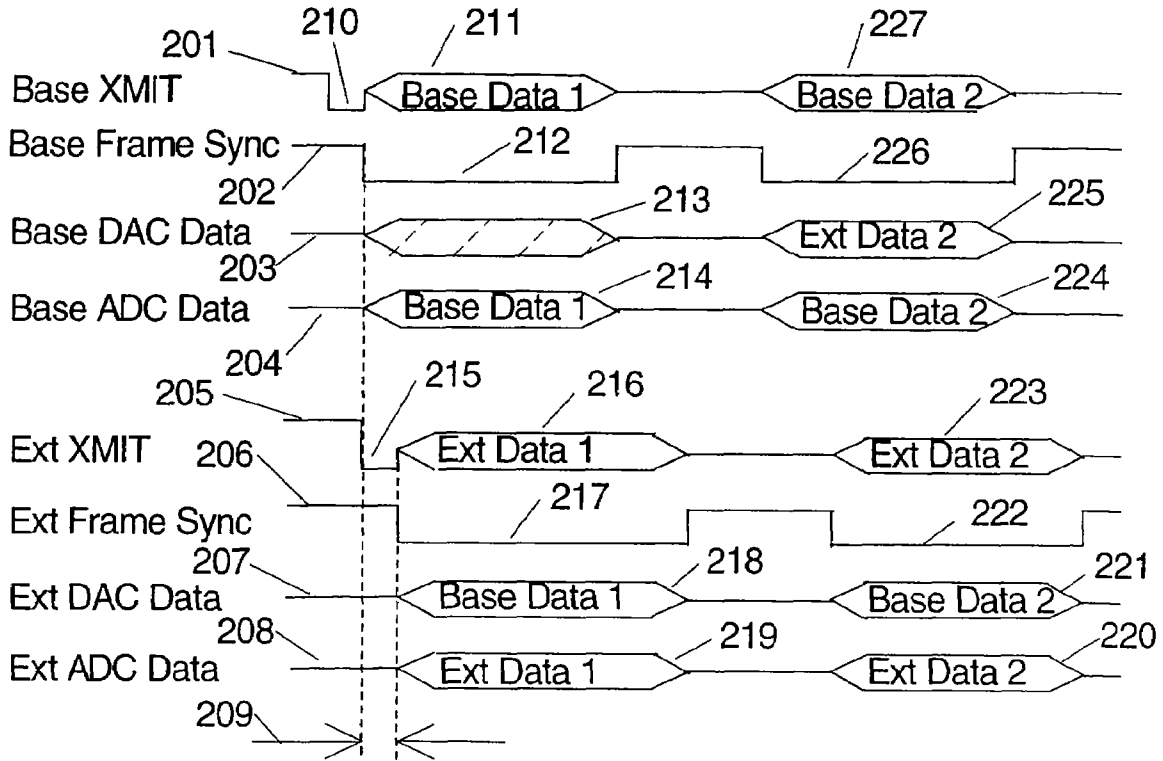 201 210 211 227
Base XMIT Base Data 1 Base Data 2
Base Frame Sync 212 226
202 213 225
Base DAC Data Ext Data 2
203 214 224
Base ADC Data Base Data 1 Base Data 2
204 215 216 223
205
Ext XMIT 206 Ext Data 1 Ext Data 2
217 222
Ext Frame Sync
207 218 221
Ext DAC Data Base Data 1 Base Data 2
208 219 220
Ext ADC Data Ext Data 1 Ext Data 2
209